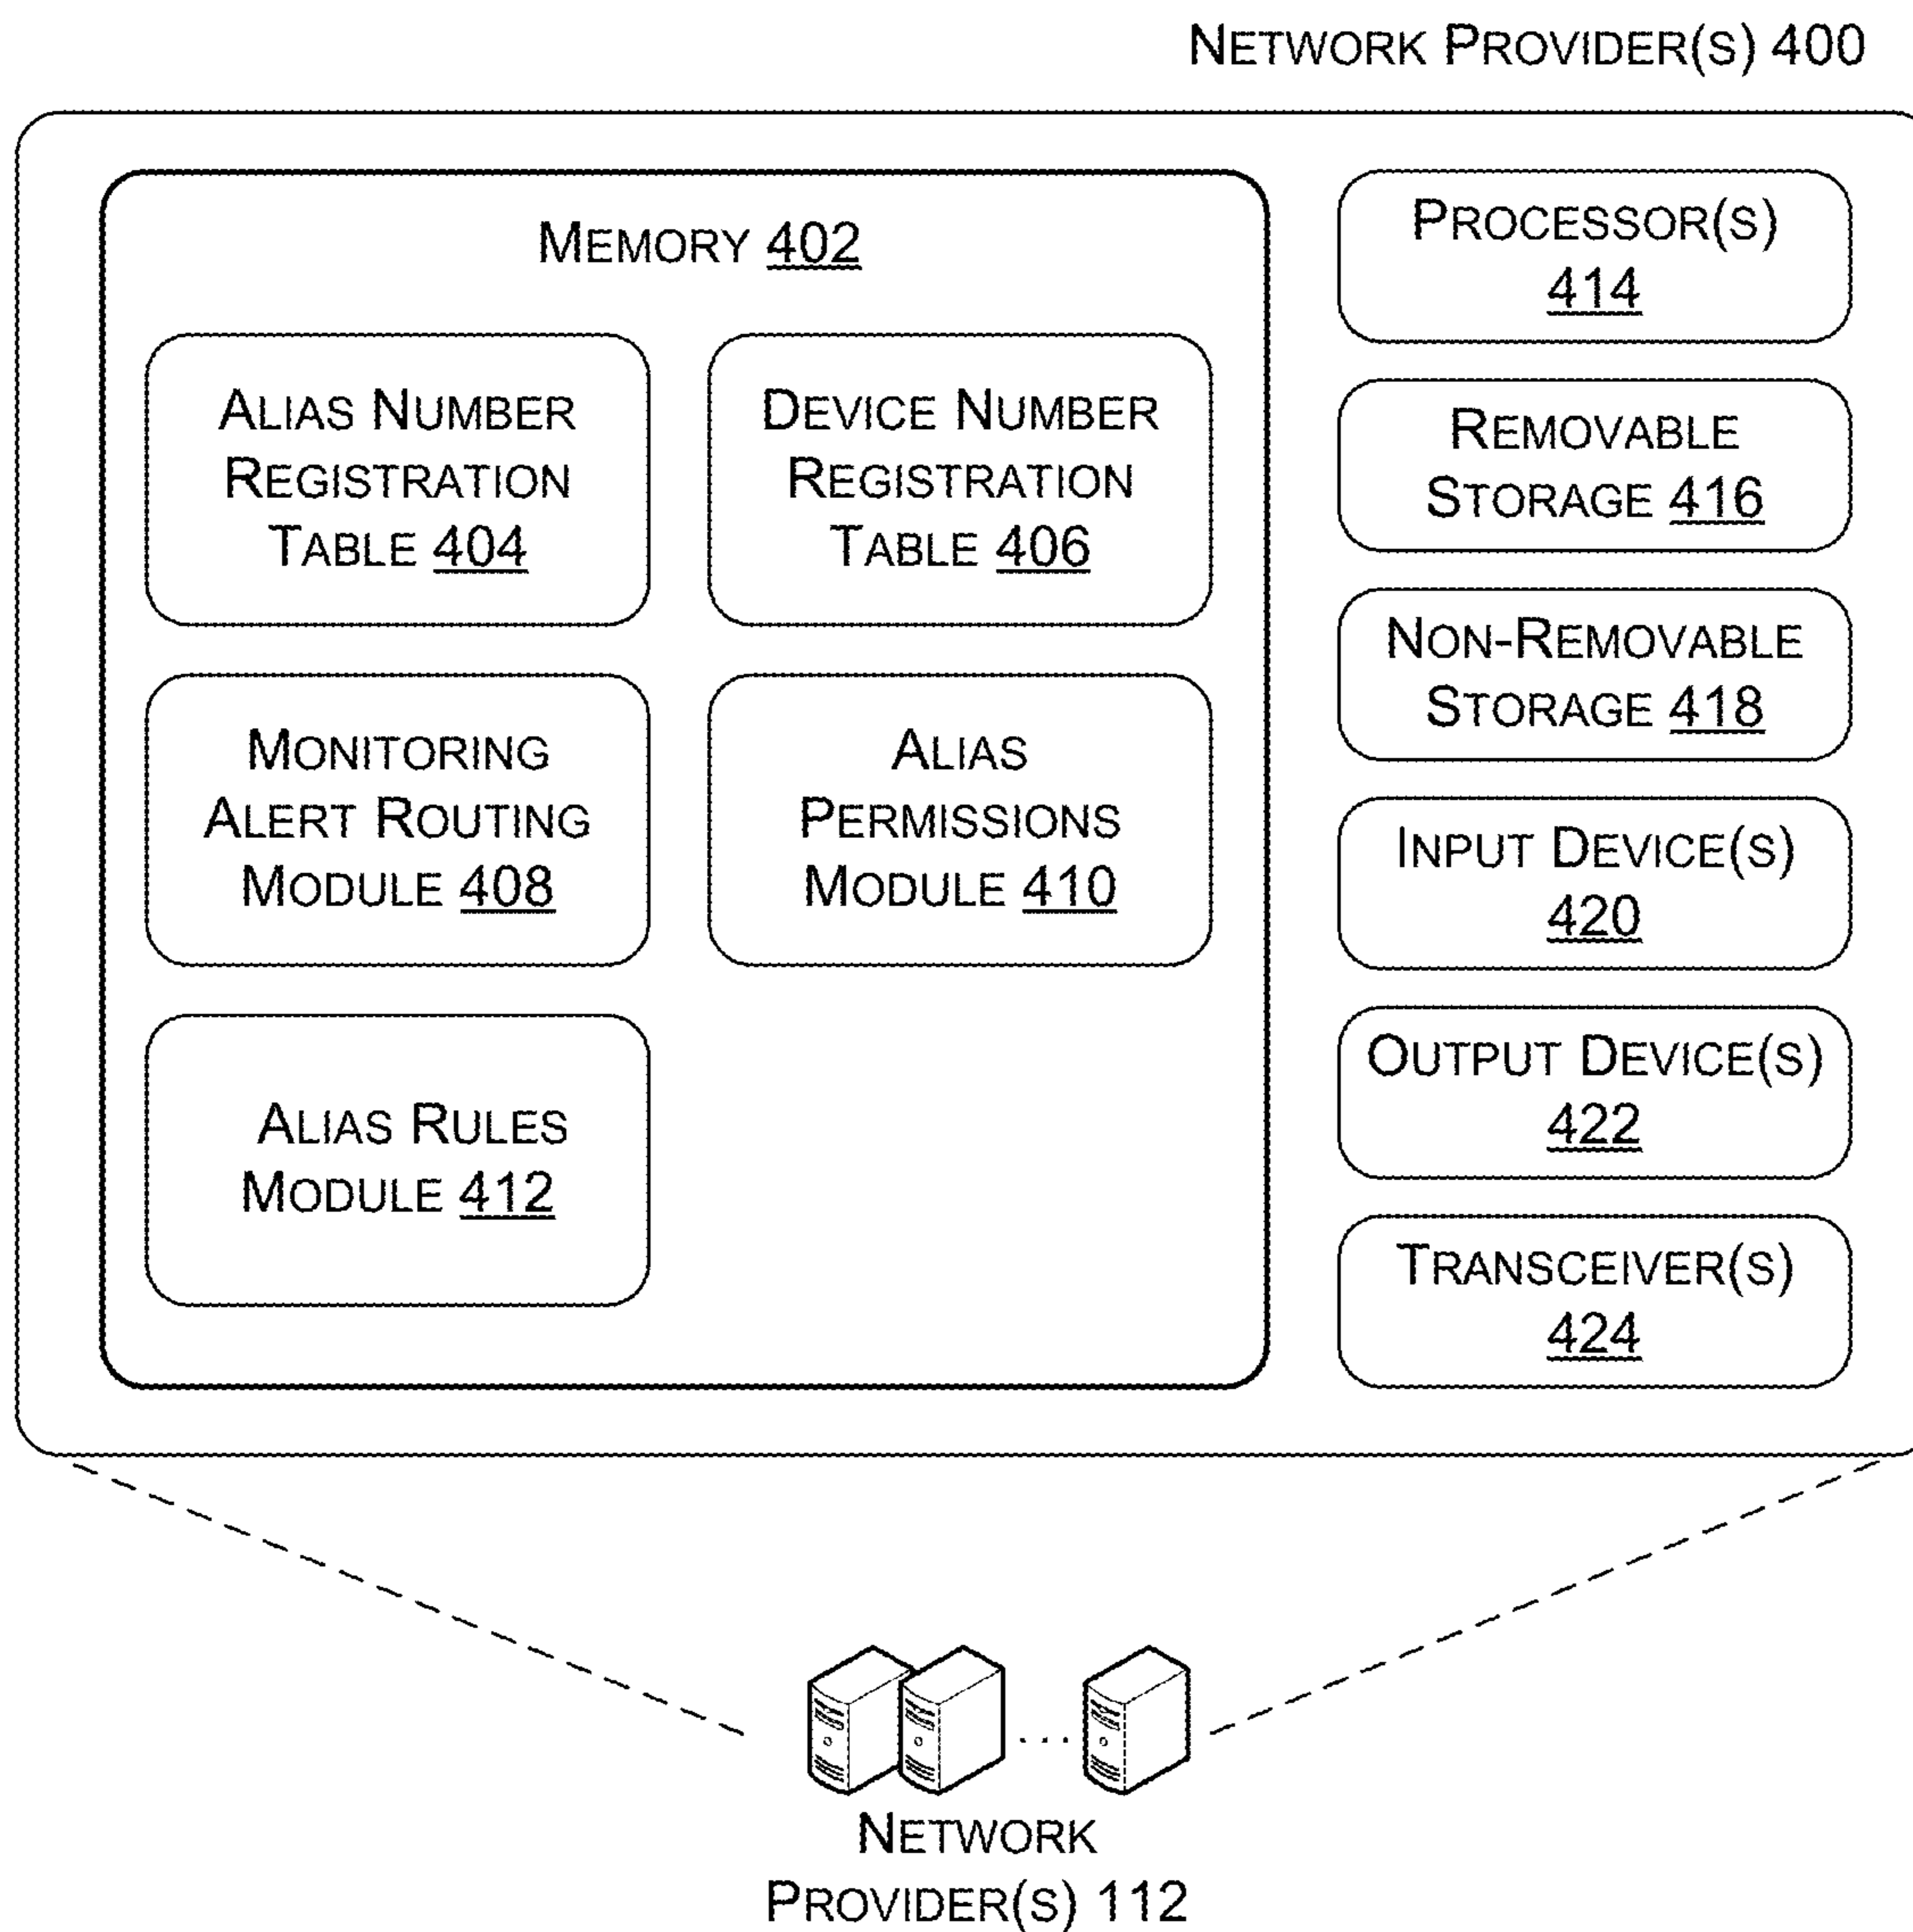 NETWORK PROVIDER(S) 400
MEMORY 402
ALIAS NUMBER
REGISTRATION
TABLE 404
DEVICE NUMBER
REGISTRATION
TABLE 406
MONITORING
ALERT ROUTING
MODULE 408
ALIAS
PERMISSIONS
MODULE 410
ALIAS RULES
MODULE 412
PROCESSOR(S)
414
REMOVABLE
STORAGE 416
NON-REMOVABLE
STORAGE 418
INPUT DEVICE(S)
420
OUTPUT DEVICE(S)
422
TRANSCEIVER(S)
424
...
NETWORK
PROVIDER(S) 112